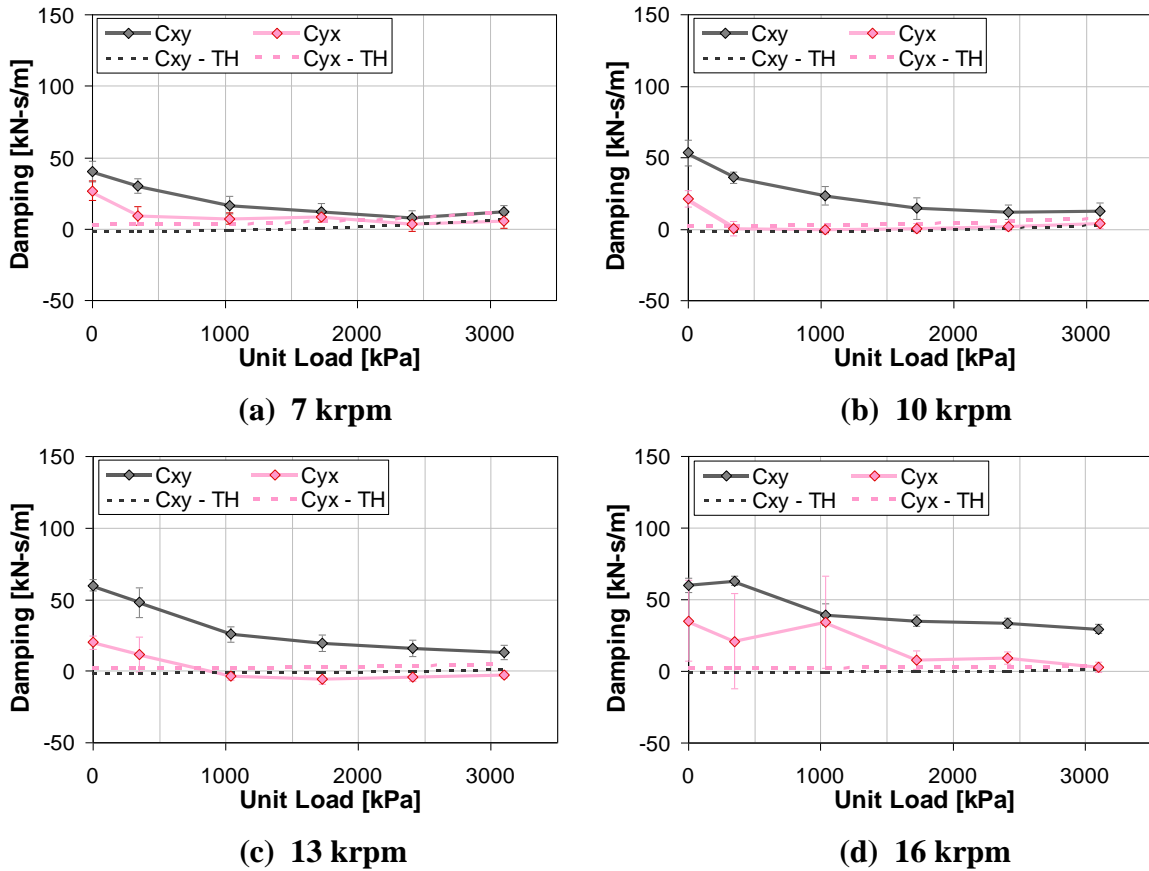 Cxy Cyx
Cxy - TH Cyx - TH
Damping [kN-s/m]
150
100
50
0
-50
0 1000 2000 3000
Unit Load [kPa]
(a) 7 krpm
Cxy Cyx
Cxy - TH Cyx - TH
Damping [kN-s/m]
150
100
50
0
-50
0 1000 2000 3000
Unit Load [kPa]
(b) 10 krpm
Cxy Cyx
Cxy - TH Cyx - TH
Damping [kN-s/m]
150
100
50
0
-50
0 1000 2000 3000
Unit Load [kPa]
(c) 13 krpm
Cxy Cyx
Cxy - TH Cyx - TH
Damping [kN-s/m]
150
100
50
0
-50
0 1000 2000 3000
Unit Load [kPa]
(d) 16 krpm